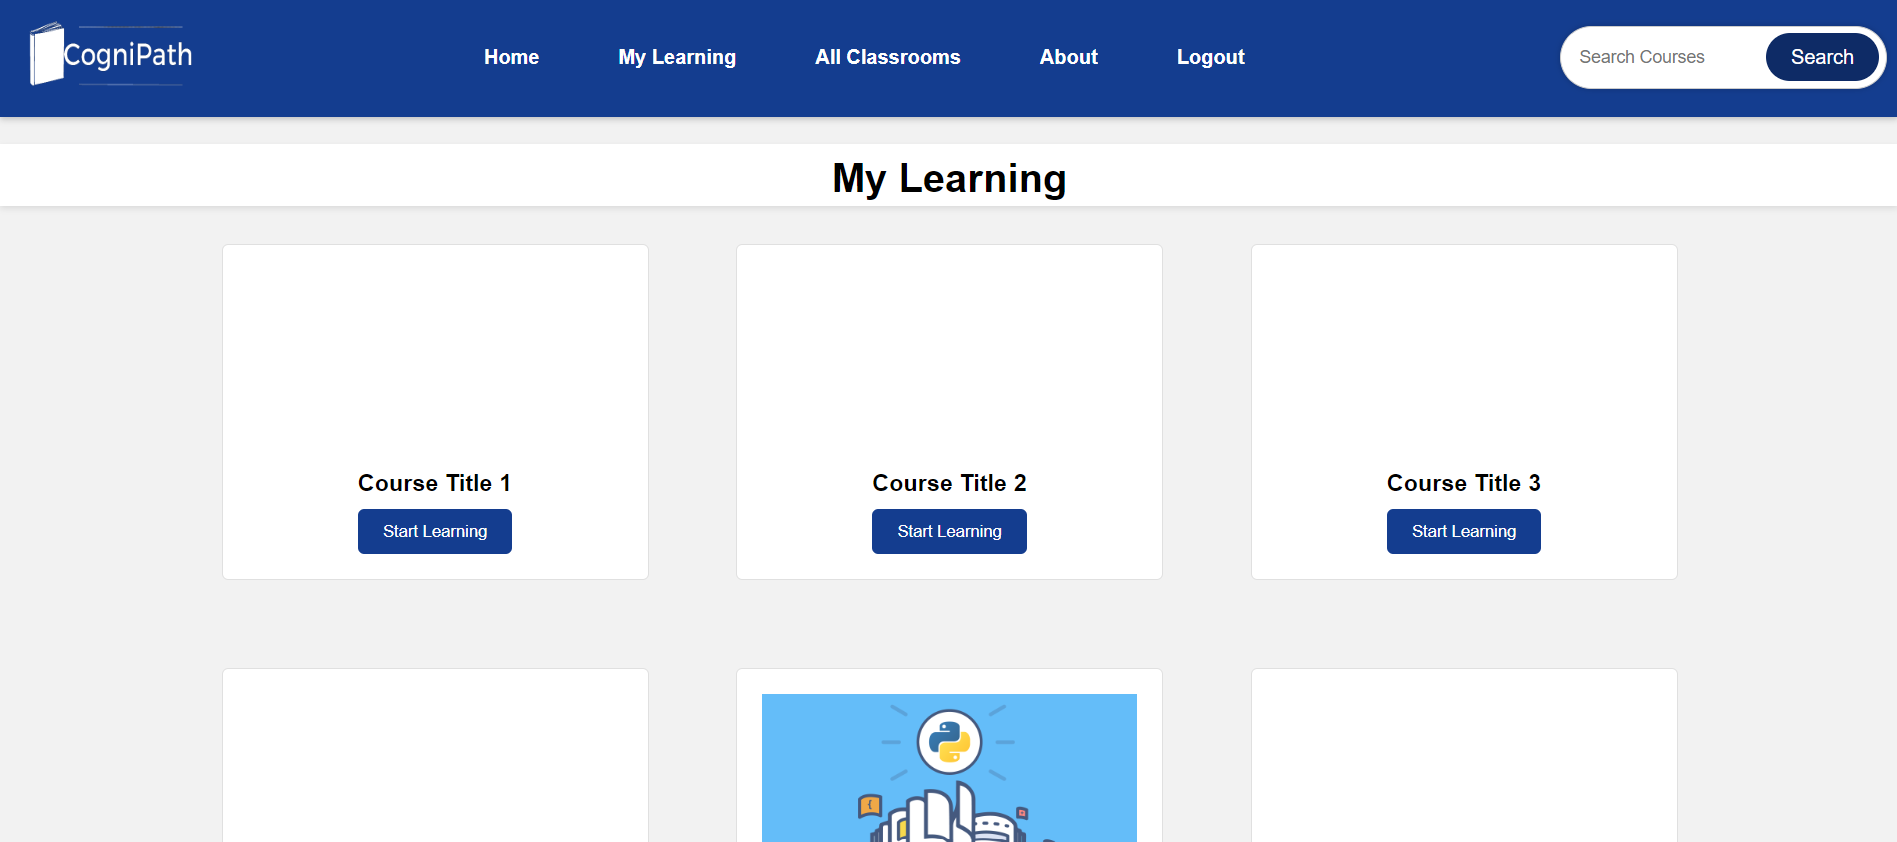 CogniPath
Home My Learning All Classrooms About Logout
Search Courses Search
My Learning
Course Title 1 Course Title 2 Course Title 3
Start Learning Start Learning Start Learning
{